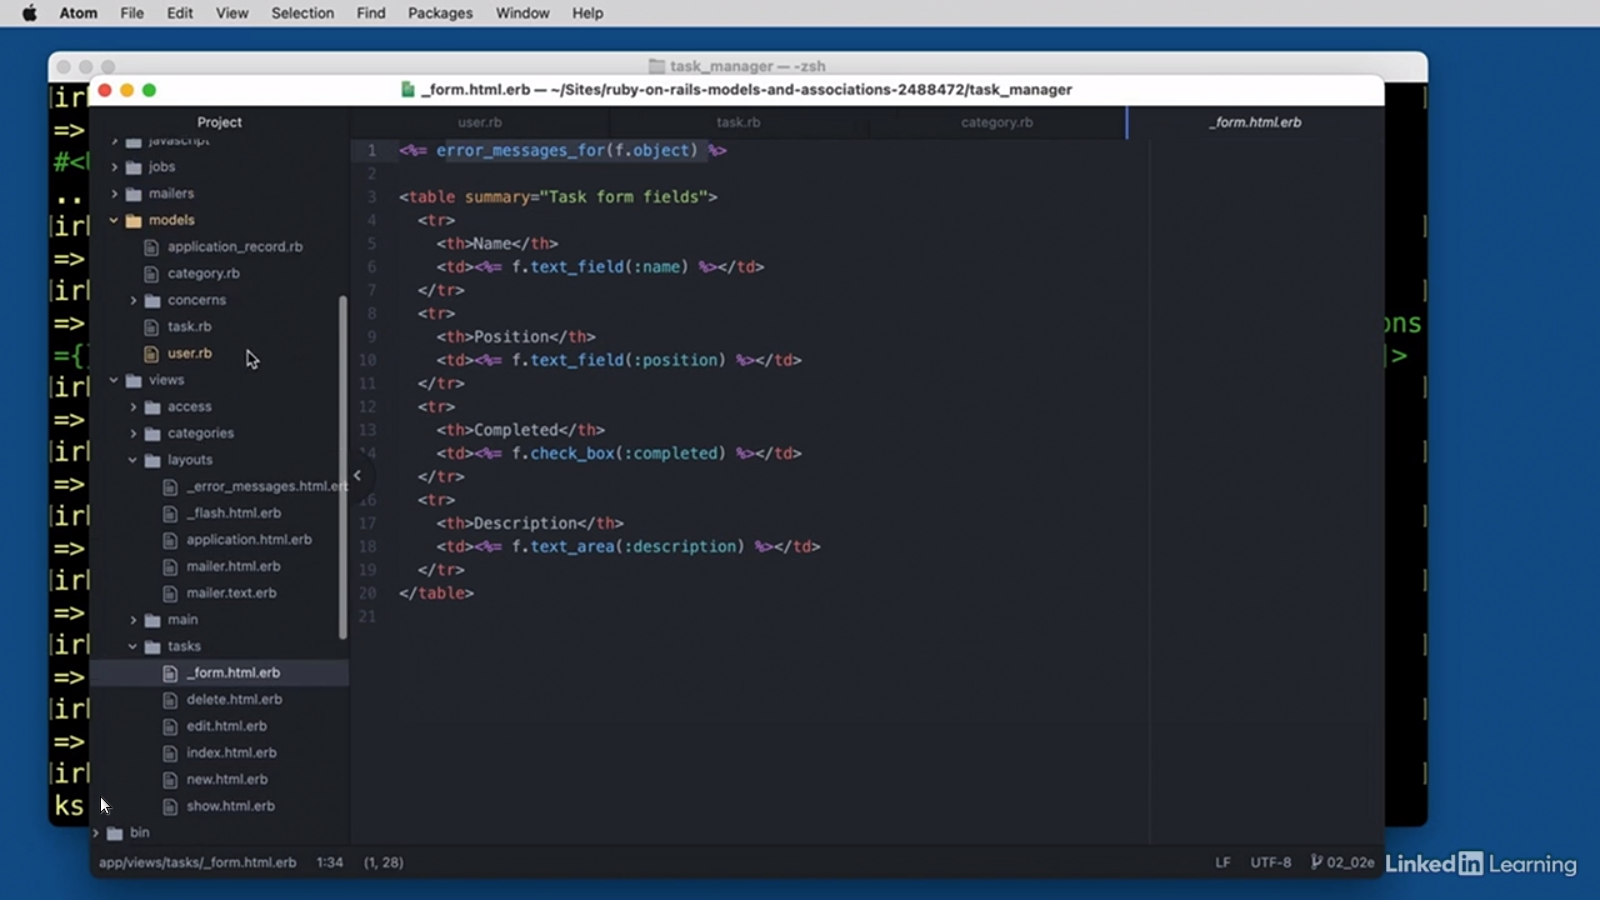 Atom File Edit View Selection Find Packages Window Help
task_manager — -zsh
_form.html.erb — ~/Sites/ruby-on-rails-models-and-associations-2488472/task_manager
Project
user.rb
task.rb
category.rb
_form.html.erb
javascript
jobs
mailers
models
application_record.rb
category.rb
concerns
task.rb
user.rb
views
access
categories
layouts
_error_messages.html.erb
_flash.html.erb
application.html.erb
mailer.html.erb
mailer.text.erb
main
tasks
_form.html.erb
delete.html.erb
edit.html.erb
index.html.erb
new.html.erb
show.html.erb
bin
1 <%= error_messages_for(f.object) %>
2
3 <table summary="Task form fields">
4 <tr>
5 <th>Name</th>
6 <td><%= f.text_field(:name) %></td>
7 </tr>
8 <tr>
9 <th>Position</th>
10 <td><%= f.text_field(:position) %></td>
11 </tr>
12 <tr>
13 <th>Completed</th>
14 <td><%= f.check_box(:completed) %></td>
</tr>
16 <tr>
17 <th>Description</th>
18 <td><%= f.text_area(:description) %></td>
19 </tr>
20 </table>
21
app/views/tasks/_form.html.erb 1:34 (1, 28)
LF UTF-8 02_02e
ons
=>
ks
LinkedIn Learning